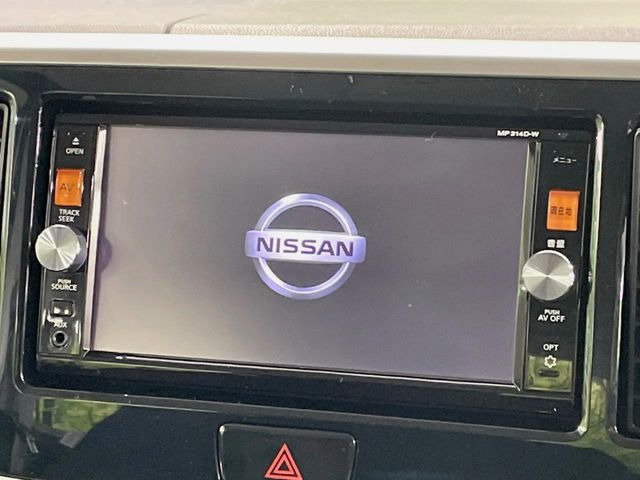 MP314D-W
OPEN
AV
TRACK
SEEK
PUSH
SOURCE
AUX
NISSAN
メニュー
現在地
音量
PUSH
AV OFF
OPT